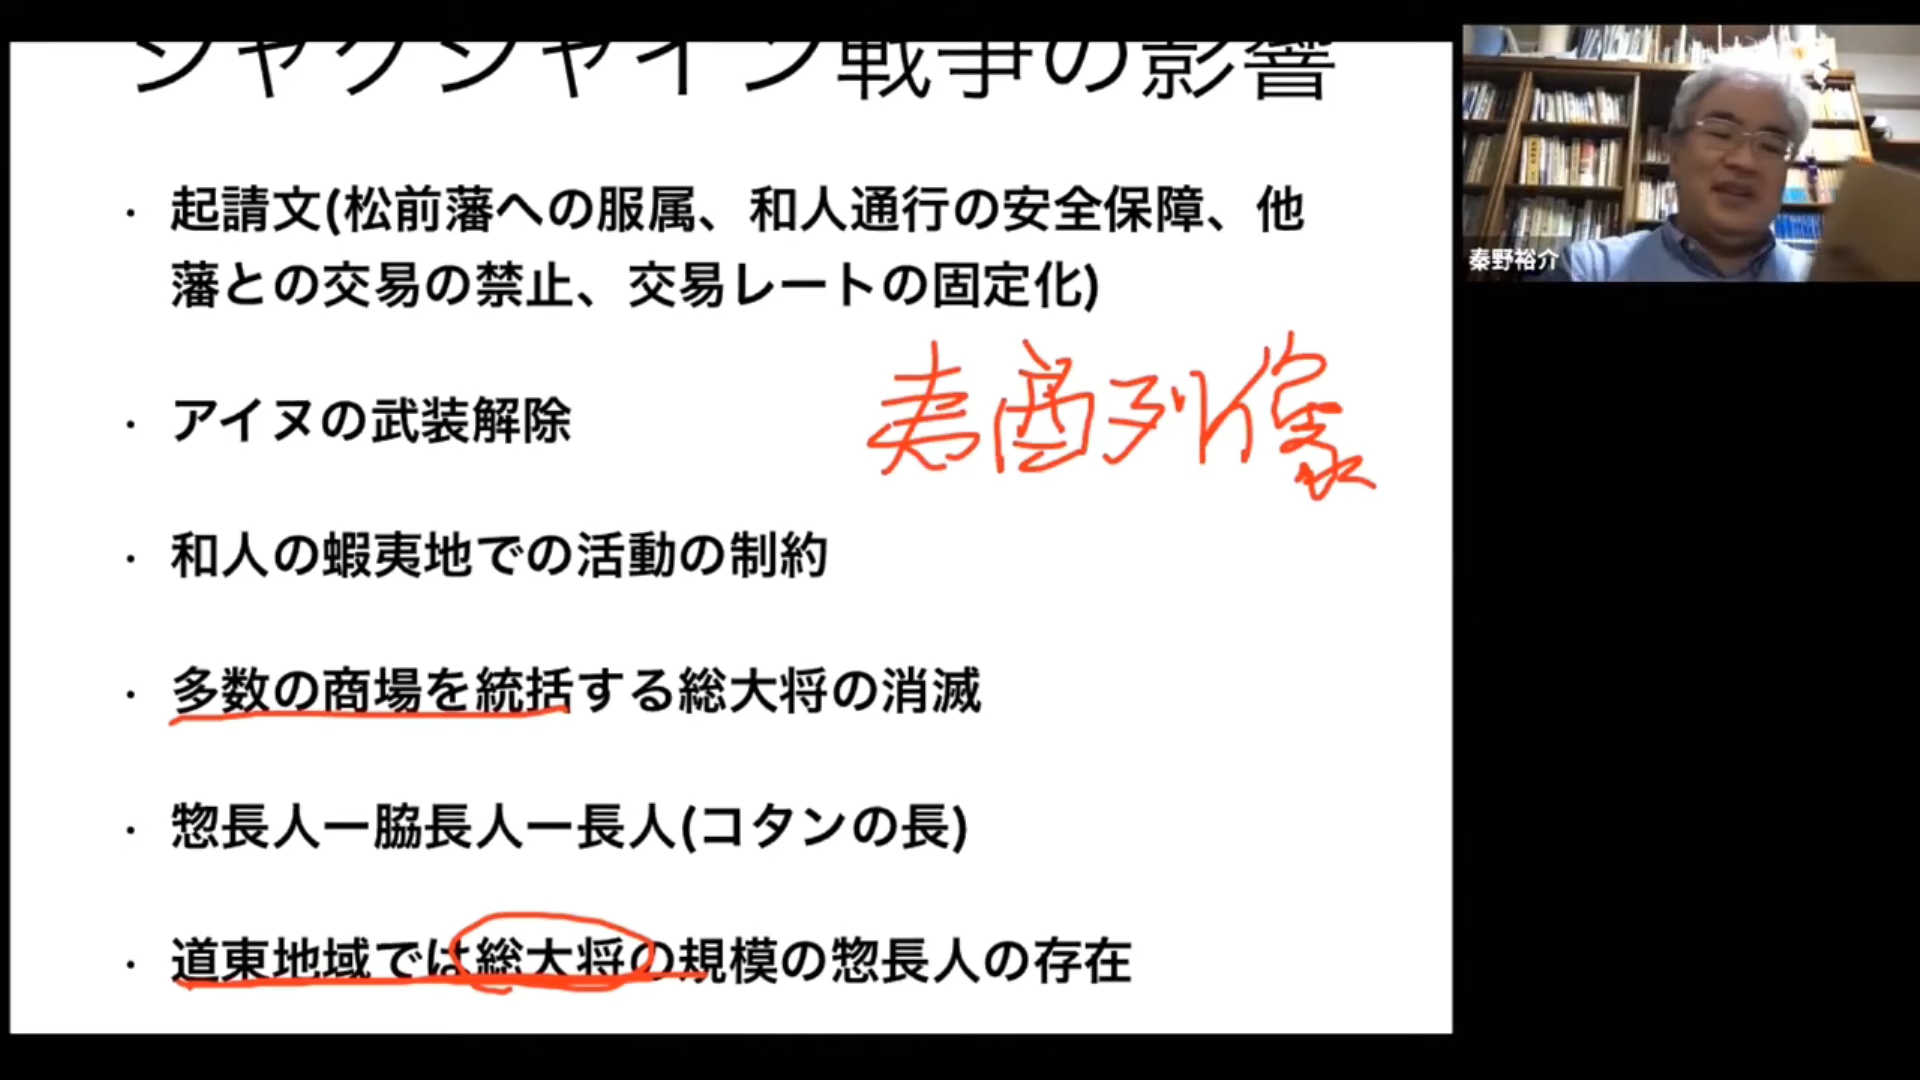 シャクシャイン戦争の影響
・ 起請文(松前藩への服属、和人通行の安全保障、他
藩との交易の禁止、交易レートの固定化)
夷酋列像
・ アイヌの武装解除
・ 和人の蝦夷地での活動の制約
・ 多数の商場を統括する総大将の消滅
・ 惣長人ー脇長人ー長人(コタンの長)
・ 道東地域では総大将の規模の惣長人の存在
秦野裕介